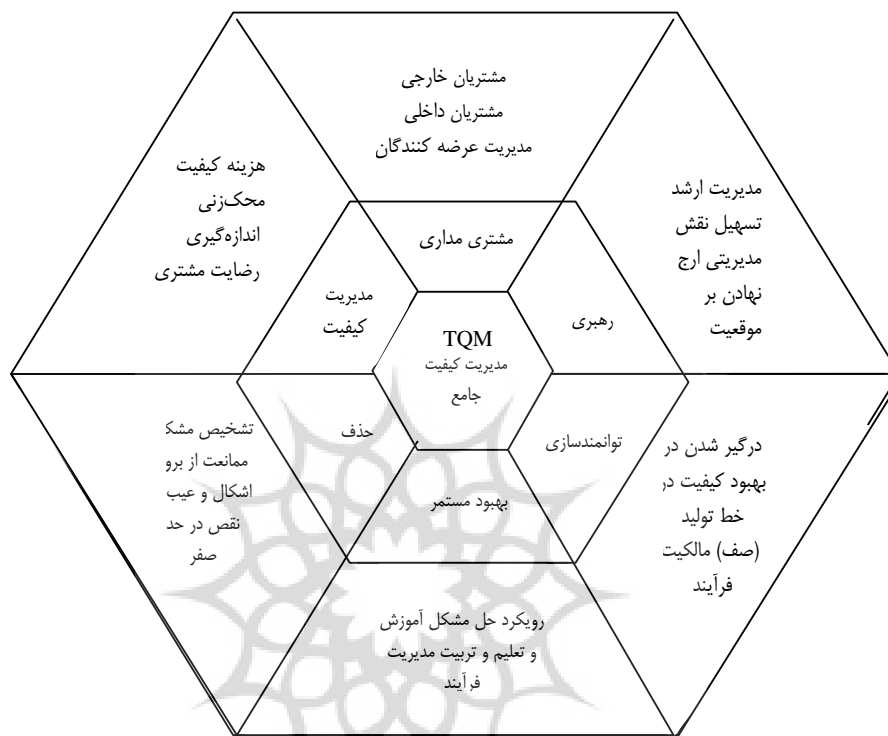 مشتریان خارجی
مشتریان داخلی
مدیریت عرضه کنندگان
مدیریت ارشد
تسهیل نقش
مدیریتی ارج
نهادن بر
موقعیت
هزینه کیفیت
محک‌زنی
اندازه‌گیری
رضایت مشتری
مشتری مداری
رهبری
مدیریت
کیفیت
TQM
مدیریت کیفیت
جامع
توانمندسازی
حذف
بهبود مستمر
درگیر شدن در
بهبود کیفیت در
خط تولید
(صف) مالکیت
فرآیند
تشخیص مشک
ممانعت از برو
اشکال و عیب
نقص در حد
صفر
رویکرد حل مشکل آموزش
و تعلیم و تربیت مدیریت
فرآیند